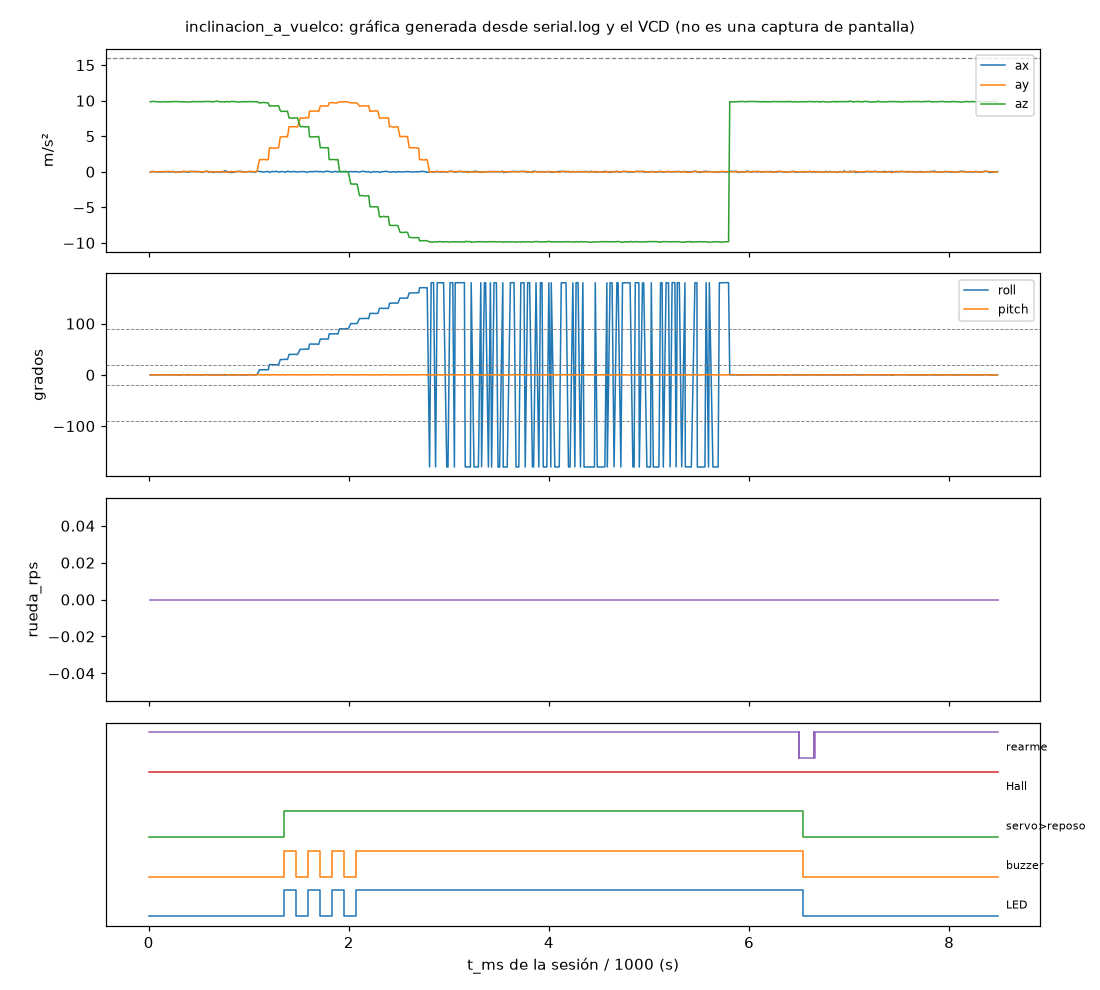 inclinacion_a_vuelco: gráfica generada desde serial.log y el VCD (no es una captura de pantalla)
15
10
5
0
−5
−10
m/s²
ax
ay
az
100
0
−100
grados
roll
pitch
0.04
0.02
0.00
−0.02
−0.04
rueda_rps
rearme
Hall
servo>reposo
buzzer
LED
0 2 4 6 8
t_ms de la sesión / 1000 (s)